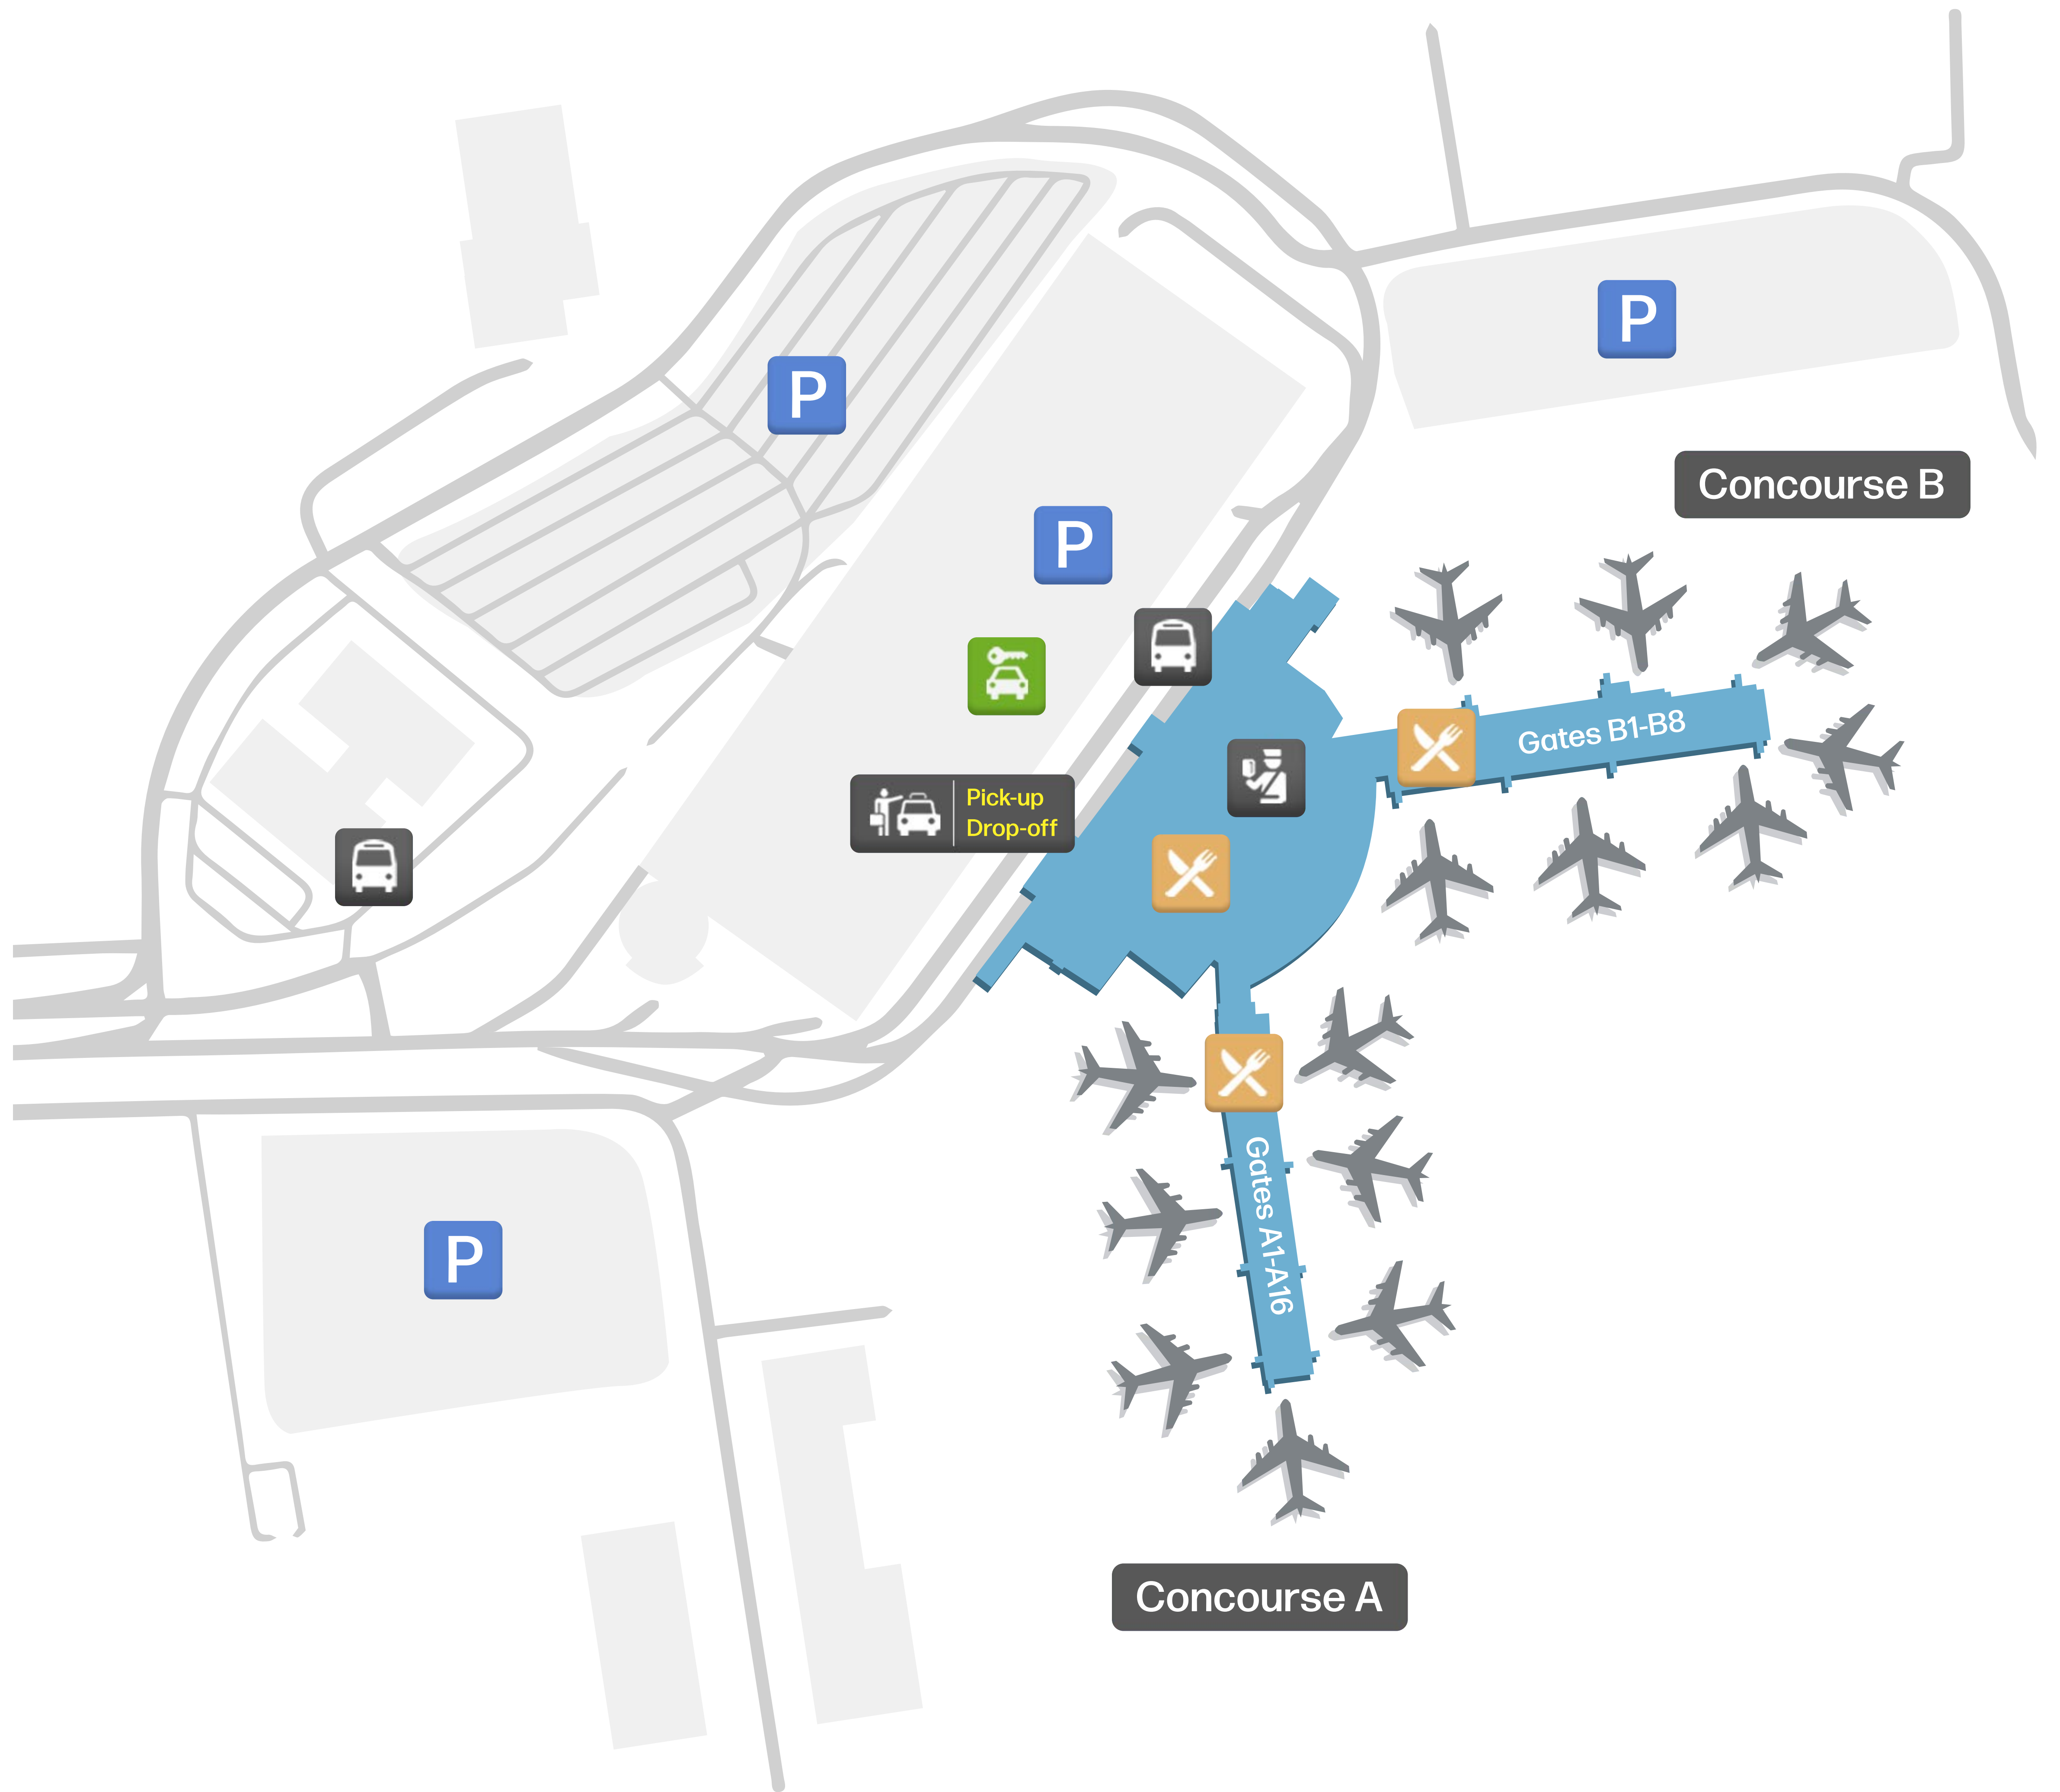 P
P
Concourse B
P
Gates B1-B8
Pick-up
Drop-off
Gates A1-A16
P
Concourse A